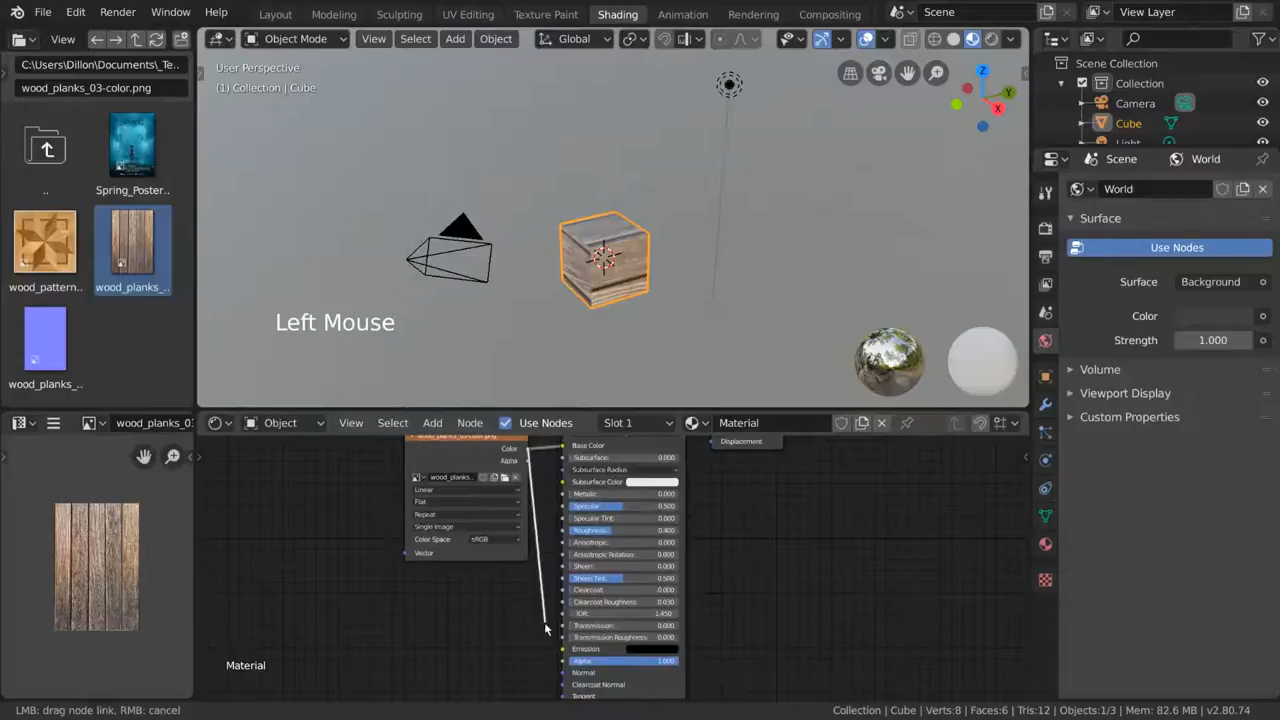 File Edit Render Window Help
Layout Modeling Sculpting UV Editing Texture Paint Shading Animation Rendering Compositing
Scene
View Layer
View
Object Mode
View Select Add Object
Global
C:\Users\Dillon\Documents\_Te..
wood_planks_03-color.png
..
Spring_Poster..
wood_pattern..
wood_planks_..
wood_planks_..
User Perspective
(1) Collection | Cube
Z
Y
X
Left Mouse
Scene Collection
Collection
Camera
Cube
Light
Scene
World
World
Surface
Use Nodes
Surface Background
Color
Strength 1.000
Volume
Viewport Display
Custom Properties
wood_planks_03
Object
View Select Add Node
Use Nodes
Slot 1
Material
wood_planks_03-color.png
Color
Alpha
wood_planks..
Linear
Flat
Repeat
Single Image
Color Space sRGB
Vector
Displacement
Base Color
Subsurface: 0.000
Subsurface Radius
Subsurface Color
Metallic: 0.000
Specular: 0.500
Specular Tint: 0.000
Roughness: 0.400
Anisotropic: 0.000
Anisotropic Rotation: 0.000
Sheen: 0.000
Sheen Tint: 0.500
Clearcoat: 0.000
Clearcoat Roughness: 0.030
IOR: 1.450
Transmission: 0.000
Transmission Roughness: 0.000
Emission
Alpha: 1.000
Normal
Clearcoat Normal
Tangent
Material
LMB: drag node link, RMB: cancel
Collection | Cube | Verts:8 | Faces:6 | Tris:12 | Objects:1/3 | Mem: 82.6 MB | v2.80.74